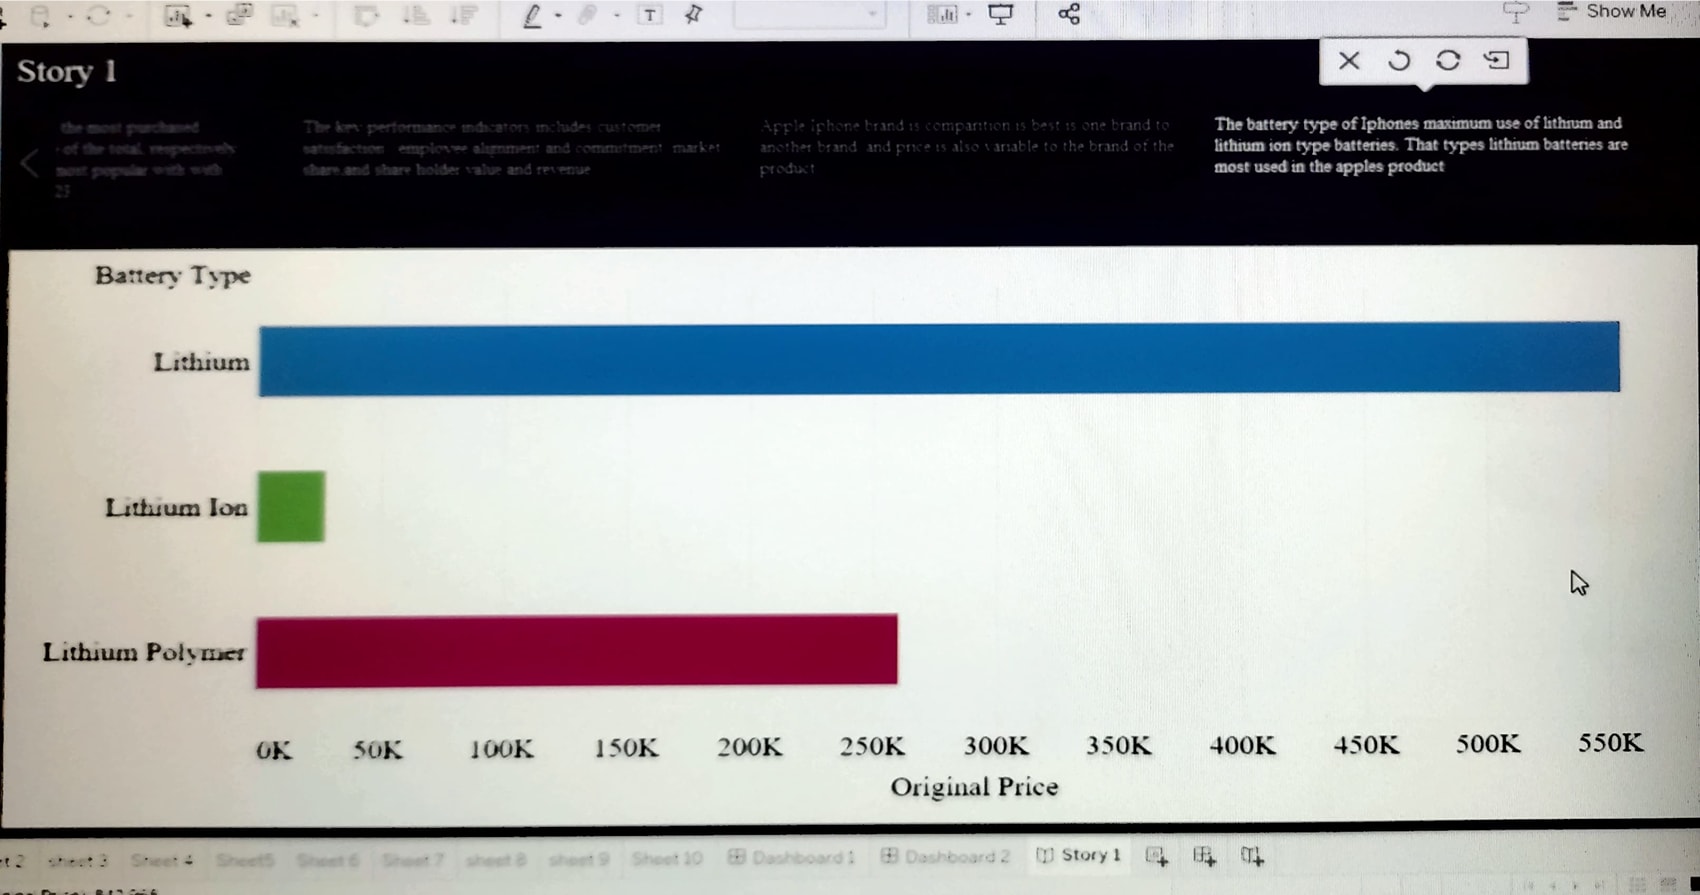 Show Me
Story 1
the most purchased
of the total, respectively
most popular with with
23
The key performance indicators includes customer
satisfaction employee alignment and commitment market
share and share holder value and revenue
Apple Iphone brand is comparition is best is one brand to
another brand and price is also variable to the brand of the
product
The battery type of Iphones maximum use of lithium and
lithium ion type batteries. That types lithium batteries are
most used in the apples product
Battery Type
Lithium
Lithium Ion
Lithium Polymer
0K 50K 100K 150K 200K 250K 300K 350K 400K 450K 500K 550K
Original Price
t 2 sheet 3 Sheet 4 Sheet5 Sheet 6 Sheet 7 sheet 8 sheet 9 Sheet 10 Dashboard 1 Dashboard 2 Story 1